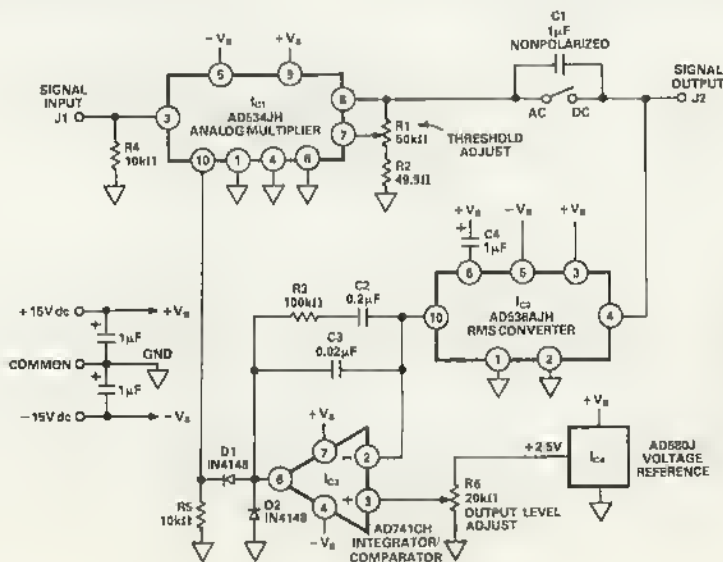 C1
1µF
NONPOLARIZED
−VS
+VS
5
9
SIGNAL
INPUT
J1
3
IC1
AD534JH
ANALOG MULTIPLIER
8
7
10
1
4
6
R4
10kΩ
R1
50kΩ
THRESHOLD
ADJUST
R2
49.9Ω
AC
DC
SIGNAL
OUTPUT
J2
+VS
−VS
+VS
+
C4
1µF
6
5
3
10
IC2
AD536AJH
RMS CONVERTER
4
1
2
R3
100kΩ
C2
0.2µF
C3
0.02µF
+15Vdc
+VS
+
1µF
COMMON
GND
+
1µF
−15Vdc
−VS
D1
IN4148
D2
IN4148
R5
10kΩ
+VS
7
6
IC3
−
2
+
3
4
−VS
AD741CH
INTEGRATOR/
COMPARATOR
+2.5V
R6
20kΩ
OUTPUT LEVEL
ADJUST
+VS
IC4
AD580J
VOLTAGE
REFERENCE